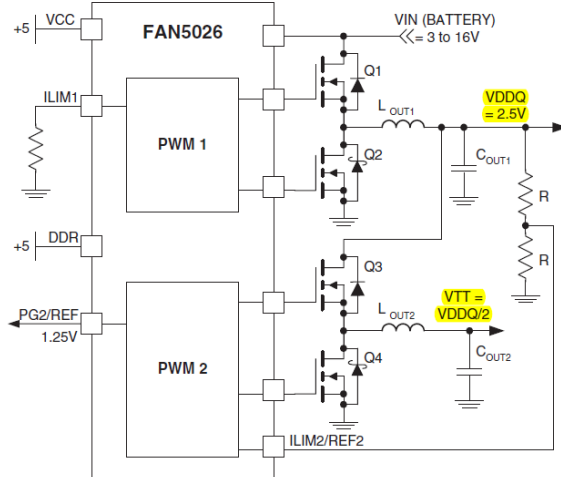 VCC
+5
FAN5026
VIN (BATTERY)
= 3 to 16V
Q1
ILIM1
PWM 1
L OUT1
VDDQ
= 2.5V
Q2
C OUT1
R
DDR
+5
R
Q3
PG2/REF
1.25V
PWM 2
L OUT2
VTT =
VDDQ/2
Q4
C OUT2
ILIM2/REF2